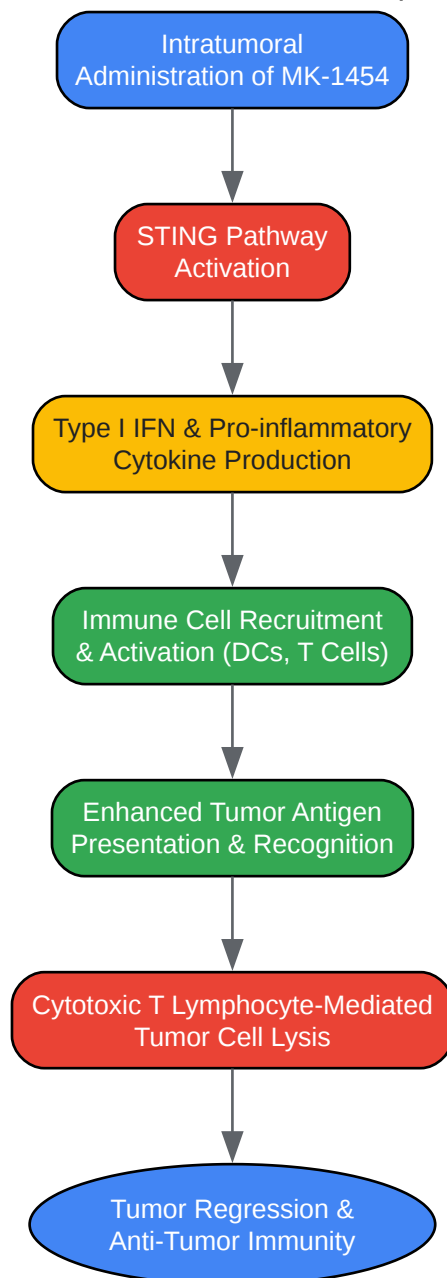 Intratumoral
Administration of MK-1454
STING Pathway
Activation
Type I IFN & Pro-inflammatory
Cytokine Production
Immune Cell Recruitment
& Activation (DCs, T Cells)
Enhanced Tumor Antigen
Presentation & Recognition
Cytotoxic T Lymphocyte-Mediated
Tumor Cell Lysis
Tumor Regression &
Anti-Tumor Immunity